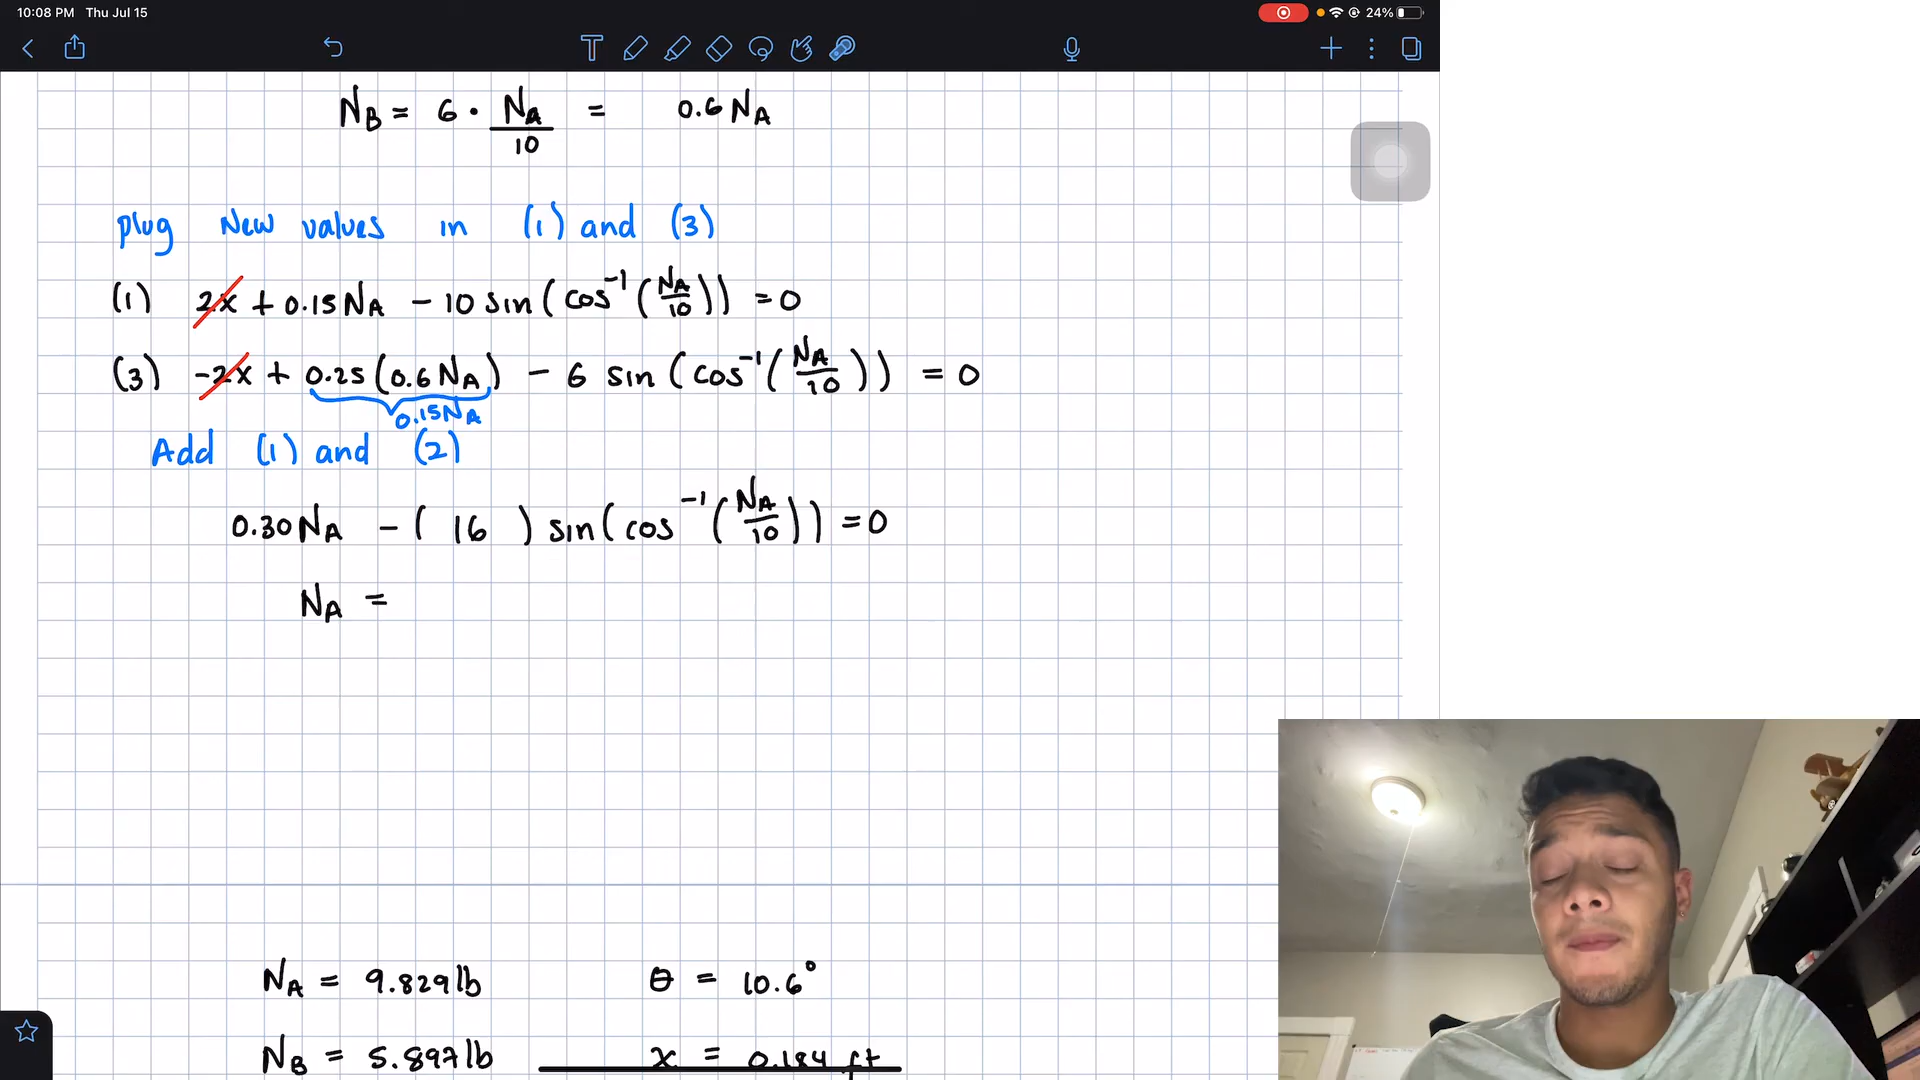 10:08 PM Thu Jul 15
24%
N_B = 6 · N_A/10 = 0.6 N_A
Plug New values in (1) and (3)
(1) 2x + 0.15 N_A − 10 sin(cos⁻¹(N_A/10)) = 0
(3) -2x + 0.25 (0.6 N_A) − 6 sin(cos⁻¹(N_A/10)) = 0
0.15 N_A
Add (1) and (2)
0.30 N_A − ( 16 ) sin(cos⁻¹(N_A/10)) = 0
N_A =
N_A = 9.829 lb θ = 10.6°
N_B = 5.897 lb x = 0.184 ft